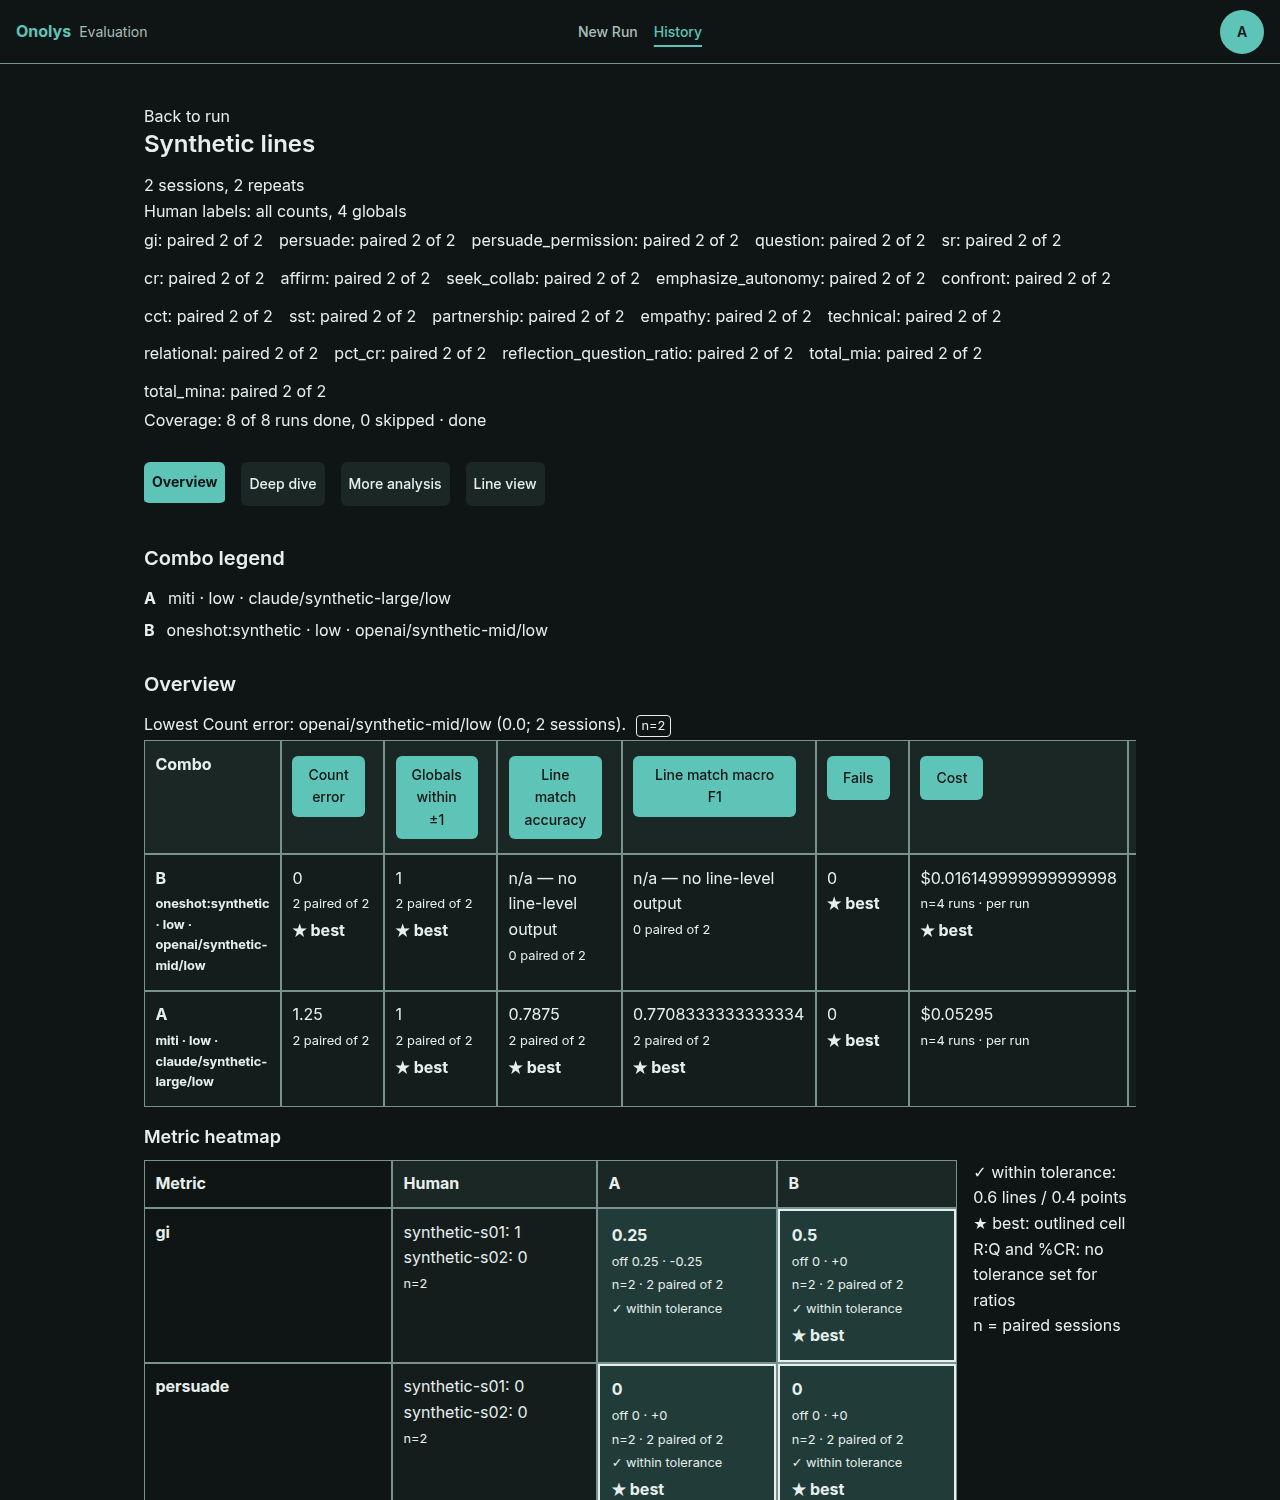 Onolys Evaluation
New Run History
A
Back to run
Synthetic lines
2 sessions, 2 repeats
Human labels: all counts, 4 globals
gi: paired 2 of 2 persuade: paired 2 of 2 persuade_permission: paired 2 of 2 question: paired 2 of 2 sr: paired 2 of 2
cr: paired 2 of 2 affirm: paired 2 of 2 seek_collab: paired 2 of 2 emphasize_autonomy: paired 2 of 2 confront: paired 2 of 2
cct: paired 2 of 2 sst: paired 2 of 2 partnership: paired 2 of 2 empathy: paired 2 of 2 technical: paired 2 of 2
relational: paired 2 of 2 pct_cr: paired 2 of 2 reflection_question_ratio: paired 2 of 2 total_mia: paired 2 of 2
total_mina: paired 2 of 2
Coverage: 8 of 8 runs done, 0 skipped · done
Overview Deep dive More analysis Line view
Combo legend
A miti · low · claude/synthetic-large/low
B oneshot:synthetic · low · openai/synthetic-mid/low
Overview
Lowest Count error: openai/synthetic-mid/low (0.0; 2 sessions). n=2
Combo
Count
error
Globals
within
±1
Line
match
accuracy
Line match macro
F1
Fails
Cost
B
oneshot:synthetic
· low ·
openai/synthetic-
mid/low
0
2 paired of 2
★ best
1
2 paired of 2
★ best
n/a — no
line-level
output
0 paired of 2
n/a — no line-level
output
0 paired of 2
0
★ best
$0.016149999999999998
n=4 runs · per run
★ best
A
miti · low ·
claude/synthetic-
large/low
1.25
2 paired of 2
1
2 paired of 2
★ best
0.7875
2 paired of 2
★ best
0.7708333333333334
2 paired of 2
★ best
0
★ best
$0.05295
n=4 runs · per run
Metric heatmap
Metric
Human
A
B
gi
synthetic-s01: 1
synthetic-s02: 0
n=2
0.25
off 0.25 · -0.25
n=2 · 2 paired of 2
✓ within tolerance
0.5
off 0 · +0
n=2 · 2 paired of 2
✓ within tolerance
★ best
persuade
synthetic-s01: 0
synthetic-s02: 0
n=2
0
off 0 · +0
n=2 · 2 paired of 2
✓ within tolerance
★ best
0
off 0 · +0
n=2 · 2 paired of 2
✓ within tolerance
★ best
✓ within tolerance:
0.6 lines / 0.4 points
★ best: outlined cell
R:Q and %CR: no
tolerance set for
ratios
n = paired sessions